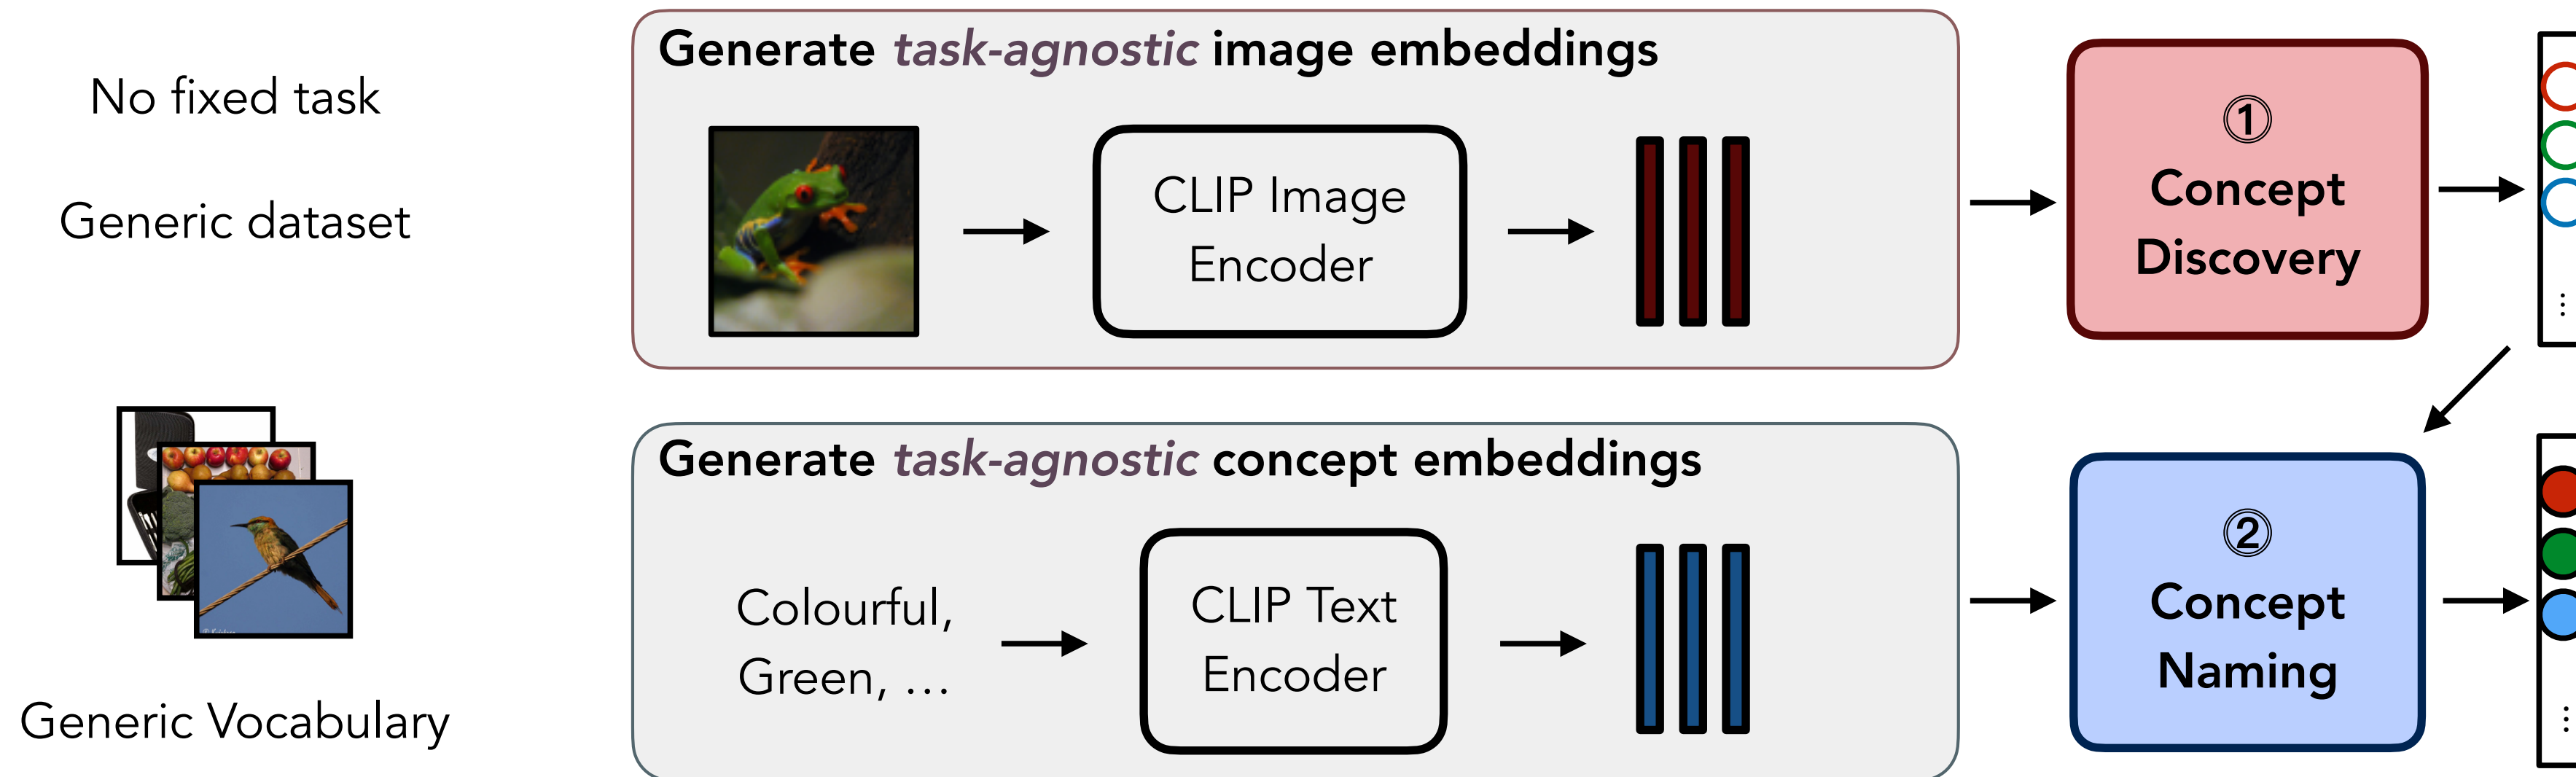 No fixed task
Generic dataset
Generic Vocabulary
Generate task-agnostic image embeddings
CLIP Image
Encoder
①
Concept
Discovery
⋮
Generate task-agnostic concept embeddings
Colourful,
Green, …
CLIP Text
Encoder
②
Concept
Naming
⋮